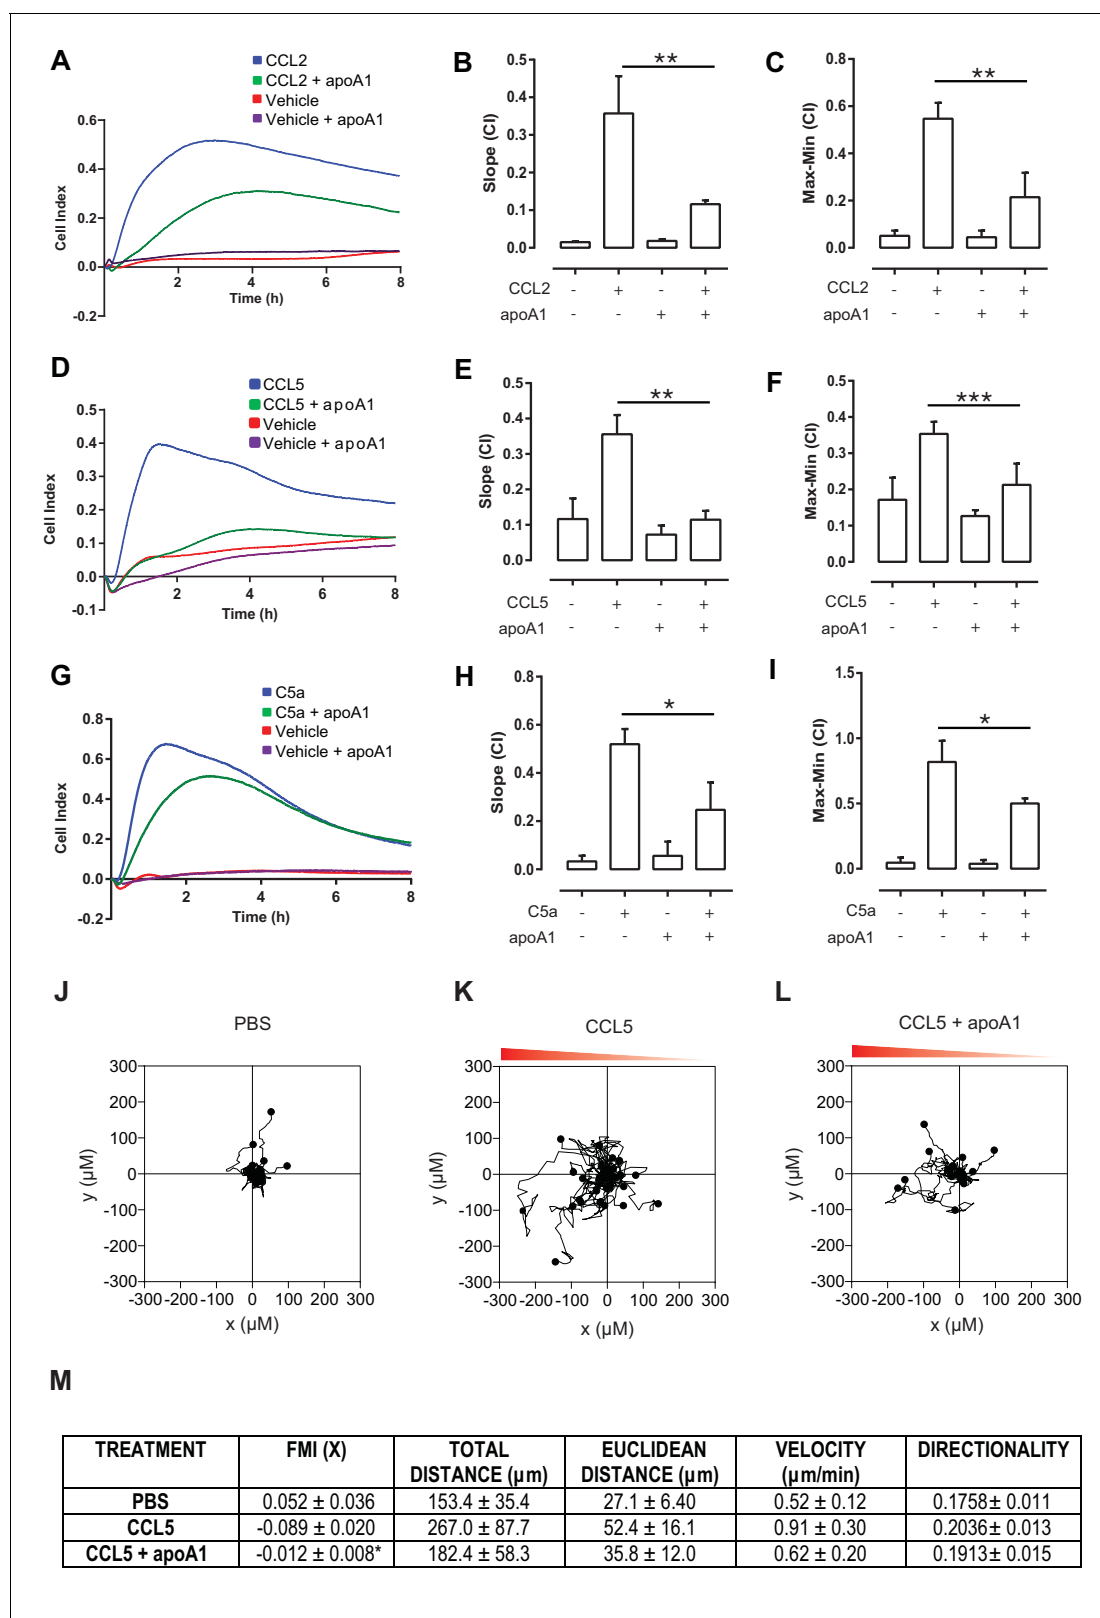 A
CCL2
CCL2 + apoA1
Vehicle
Vehicle + apoA1
Cell Index
0.6
0.4
0.2
0.0
-0.2
2
4
6
8
Time (h)
B
Slope (CI)
0.5
0.4
0.3
0.2
0.1
0.0
**
CCL2 - + - +
apoA1 - - + +
C
Max-Min (CI)
0.8
0.6
0.4
0.2
0.0
**
CCL2 - + - +
apoA1 - - + +
D
CCL5
CCL5 + apoA1
Vehicle
Vehicle + apoA1
Cell Index
0.5
0.4
0.3
0.2
0.1
0.0
-0.1
2
4
6
8
Time (h)
E
Slope (CI)
0.5
0.4
0.3
0.2
0.1
0.0
**
CCL5 - + - +
apoA1 - - + +
F
Max-Min (CI)
0.5
0.4
0.3
0.2
0.1
0.0
***
CCL5 - + - +
apoA1 - - + +
G
C5a
C5a + apoA1
Vehicle
Vehicle + apoA1
Cell Index
0.8
0.6
0.4
0.2
0.0
-0.2
2
4
6
8
Time (h)
H
Slope (CI)
0.8
0.6
0.4
0.2
0.0
*
C5a - + - +
apoA1 - - + +
I
Max-Min (CI)
1.5
1.0
0.5
0.0
*
C5a - + - +
apoA1 - - + +
J
PBS
y (µM)
300
200
100
0
-100
-200
-300
-300 -200 -100 0 100 200 300
x (µM)
K
CCL5
y (µM)
300
200
100
0
-100
-200
-300
-300 -200 -100 0 100 200 300
x (µM)
L
CCL5 + apoA1
y (µM)
300
200
100
0
-100
-200
-300
-300 -200 -100 0 100 200 300
x (µM)
M
TREATMENT FMI (X) TOTAL DISTANCE (µm) EUCLIDEAN DISTANCE (µm) VELOCITY (µm/min) DIRECTIONALITY
PBS 0.052 ± 0.036 153.4 ± 35.4 27.1 ± 6.40 0.52 ± 0.12 0.1758± 0.011
CCL5 -0.089 ± 0.020 267.0 ± 87.7 52.4 ± 16.1 0.91 ± 0.30 0.2036± 0.013
CCL5 + apoA1 -0.012 ± 0.008* 182.4 ± 58.3 35.8 ± 12.0 0.62 ± 0.20 0.1913± 0.015